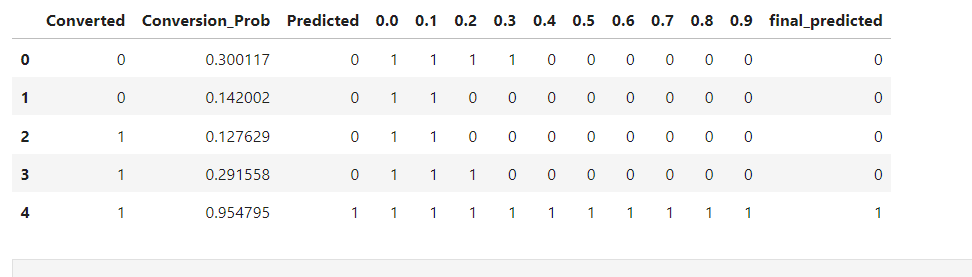 Converted Conversion_Prob Predicted 0.0 0.1 0.2 0.3 0.4 0.5 0.6 0.7 0.8 0.9 final_predicted
0 0 0.300117 0 1 1 1 1 0 0 0 0 0 0 0
1 0 0.142002 0 1 1 0 0 0 0 0 0 0 0 0
2 1 0.127629 0 1 1 0 0 0 0 0 0 0 0 0
3 1 0.291558 0 1 1 1 0 0 0 0 0 0 0 0
4 1 0.954795 1 1 1 1 1 1 1 1 1 1 1 1